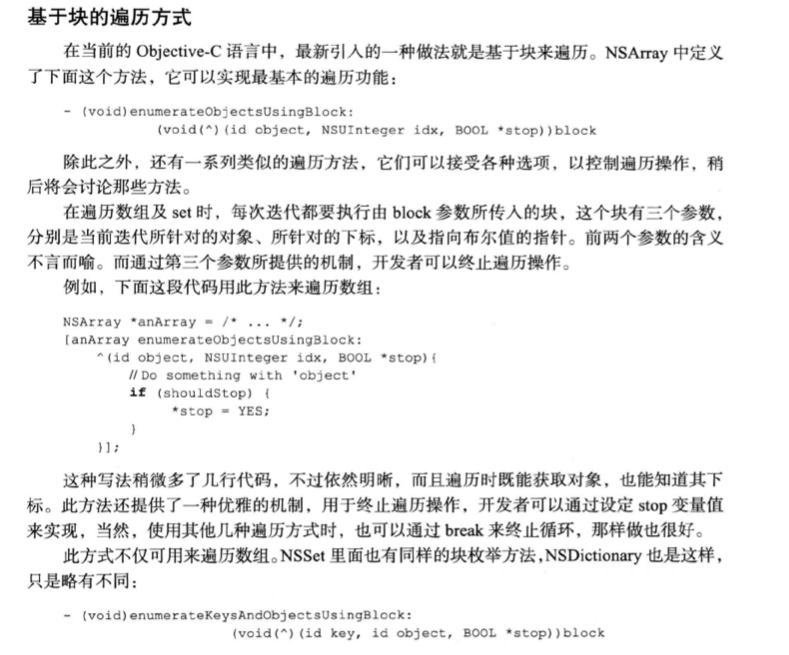 基于块的遍历方式
在当前的 Objective-C 语言中，最新引入的一种做法就是基于块来遍历。NSArray 中定义
了下面这个方法，它可以实现最基本的遍历功能：
- (void)enumerateObjectsUsingBlock:
(void(^)(id object, NSUInteger idx, BOOL *stop))block
除此之外，还有一系列类似的遍历方法，它们可以接受各种选项，以控制遍历操作，稍
后将会讨论那些方法。
在遍历数组及 set 时，每次迭代都要执行由 block 参数所传入的块，这个块有三个参数，
分别是当前迭代所针对的对象、所针对的下标，以及指向布尔值的指针。前两个参数的含义
不言而喻。而通过第三个参数所提供的机制，开发者可以终止遍历操作。
例如，下面这段代码用此方法来遍历数组：
NSArray *anArray = /* ... */;
[anArray enumerateObjectsUsingBlock:
^(id object, NSUInteger idx, BOOL *stop){
// Do something with 'object'
if (shouldStop) {
*stop = YES;
}
}];
这种写法稍微多了几行代码，不过依然明晰，而且遍历时既能获取对象，也能知道其下
标。此方法还提供了一种优雅的机制，用于终止遍历操作，开发者可以通过设定 stop 变量值
来实现，当然，使用其他几种遍历方式时，也可以通过 break 来终止循环，那样做也很好。
此方式不仅可用来遍历数组。NSSet 里面也有同样的块枚举方法，NSDictionary 也是这样，
只是略有不同：
- (void)enumerateKeysAndObjectsUsingBlock:
(void(^)(id key, id object, BOOL *stop))block